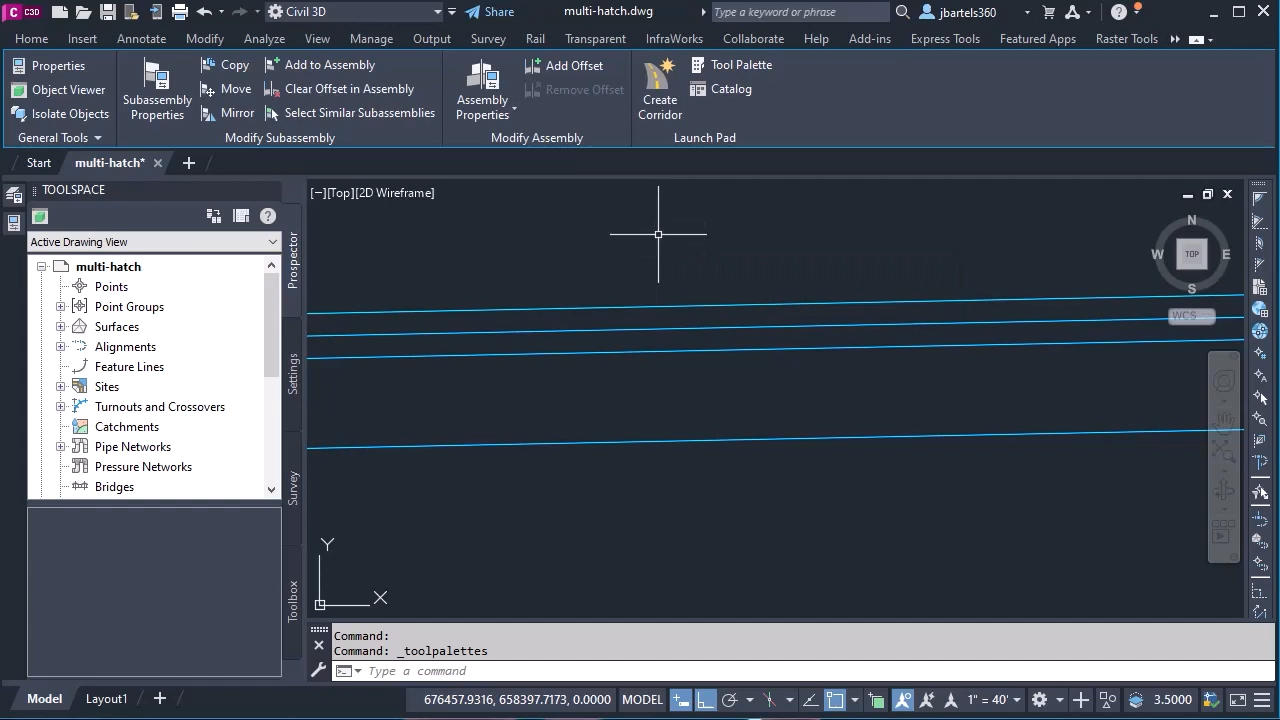 C3D
Civil 3D
Share
multi-hatch.dwg
Type a keyword or phrase
jbartels360
Home
Insert
Annotate
Modify
Analyze
View
Manage
Output
Survey
Rail
Transparent
InfraWorks
Collaborate
Help
Add-ins
Express Tools
Featured Apps
Raster Tools
Properties
Object Viewer
Isolate Objects
General Tools
Subassembly
Properties
Copy
Move
Mirror
Add to Assembly
Clear Offset in Assembly
Select Similar Subassemblies
Modify Subassembly
Assembly
Properties
Add Offset
Remove Offset
Modify Assembly
Create
Corridor
Tool Palette
Catalog
Launch Pad
Start
multi-hatch*
TOOLSPACE
Active Drawing View
multi-hatch
Points
Point Groups
Surfaces
Alignments
Feature Lines
Sites
Turnouts and Crossovers
Catchments
Pipe Networks
Pressure Networks
Bridges
Prospector
Settings
Survey
Toolbox
[−][Top][2D Wireframe]
N
W
TOP
E
S
WCS
Y
X
Command:
Command: _toolpalettes
Type a command
Model
Layout1
676457.9316, 658397.7173, 0.0000
MODEL
1" = 40'
3.5000